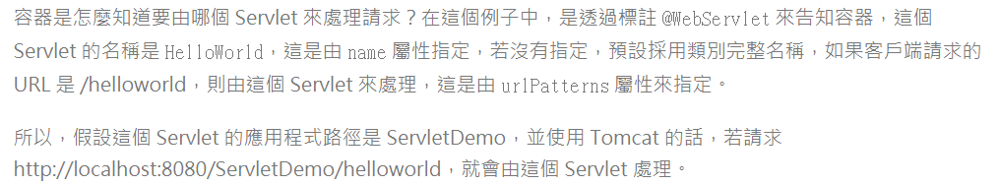 容器是怎麼知道要由哪個 Servlet 來處理請求？在這個例子中，是透過標註 @WebServlet 來告知容器，這個
Servlet 的名稱是 HelloWorld，這是由 name 屬性指定，若沒有指定，預設採用類別完整名稱，如果客戶端請求的
URL 是 /helloworld，則由這個 Servlet 來處理，這是由 urlPatterns 屬性來指定。
所以，假設這個 Servlet 的應用程式路徑是 ServletDemo，並使用 Tomcat 的話，若請求
http://localhost:8080/ServletDemo/helloworld，就會由這個 Servlet 處理。